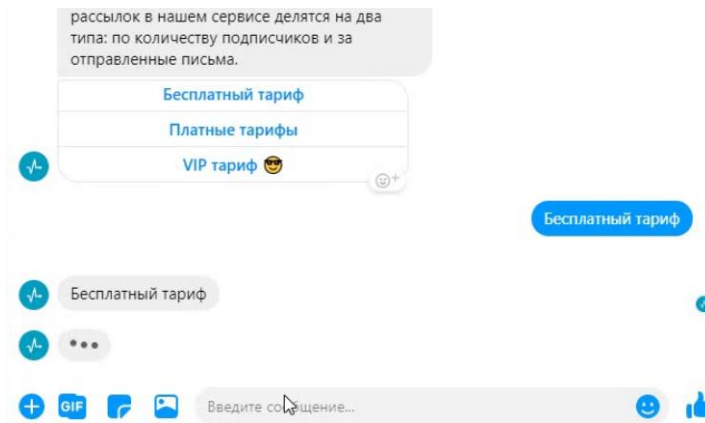 рассылок в нашем сервисе делятся на два
типа: по количеству подписчиков и за
отправленные письма.
Бесплатный тариф
Платные тарифы
VIP тариф 😎
Бесплатный тариф
Бесплатный тариф
GIF
Введите сообщение...